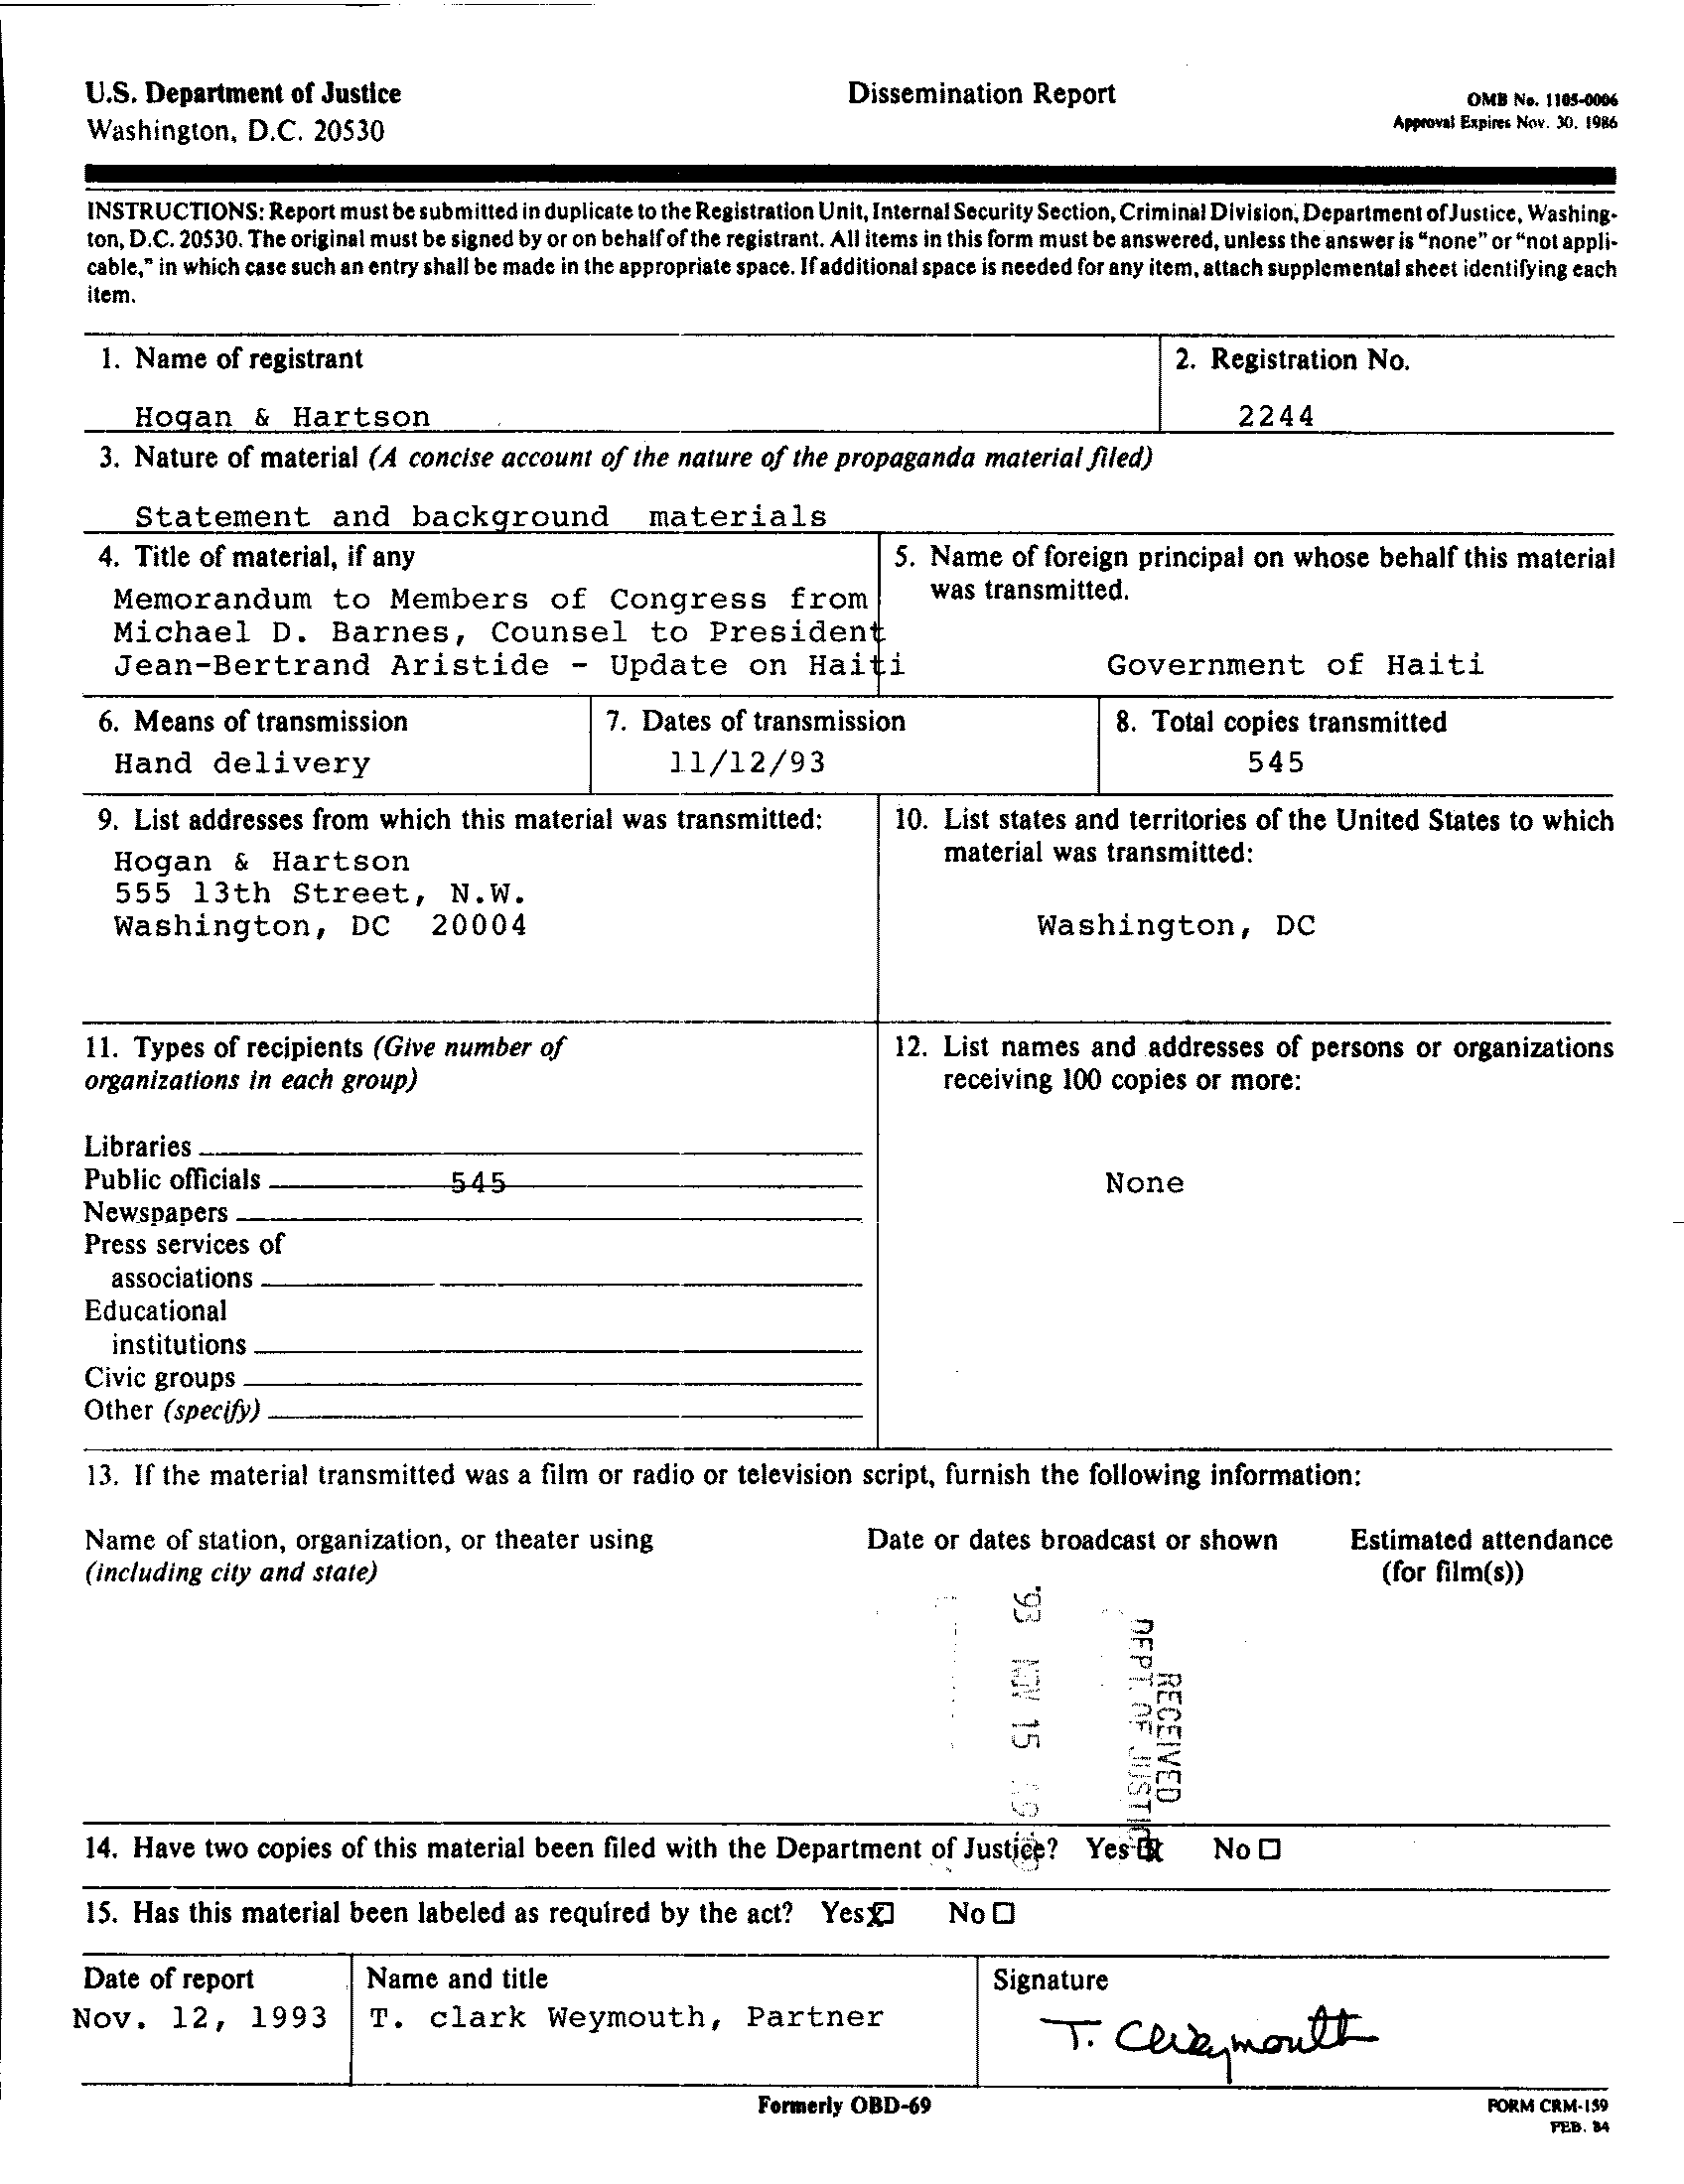 U.S. Department of Justice
Washington, D.C. 20530
Dissemination Report
OMB No. 1105-0006
Approval Expires Nov. 30, 1986
INSTRUCTIONS: Report must be submitted in duplicate to the Registration Unit, Internal Security Section, Criminal Division, Department of Justice, Washing-
ton, D.C. 20530. The original must be signed by or on behalf of the registrant. All items in this form must be answered, unless the answer is "none" or "not appli-
cable," in which case such an entry shall be made in the appropriate space. If additional space is needed for any item, attach supplemental sheet identifying each
item.
1. Name of registrant
Hogan & Hartson
2. Registration No.
2244
3. Nature of material (A concise account of the nature of the propaganda material filed)
Statement and background materials
4. Title of material, if any
Memorandum to Members of Congress from
Michael D. Barnes, Counsel to President
Jean-Bertrand Aristide - Update on Haiti
5. Name of foreign principal on whose behalf this material
was transmitted.
Government of Haiti
6. Means of transmission
Hand delivery
7. Dates of transmission
11/12/93
8. Total copies transmitted
545
9. List addresses from which this material was transmitted:
Hogan & Hartson
555 13th Street, N.W.
Washington, DC 20004
10. List states and territories of the United States to which
material was transmitted:
Washington, DC
11. Types of recipients (Give number of
organizations in each group)
Libraries
Public officials 545
Newspapers
Press services of
associations
Educational
institutions
Civic groups
Other (specify)
12. List names and addresses of persons or organizations
receiving 100 copies or more:
None
13. If the material transmitted was a film or radio or television script, furnish the following information:
Name of station, organization, or theater using
(including city and state)
Date or dates broadcast or shown
Estimated attendance
(for film(s))
RECEIVED
DEPT. OF JUSTIC
'93 NOV 15
14. Have two copies of this material been filed with the Department of Justice? Yes No
15. Has this material been labeled as required by the act? Yes No
Date of report
Nov. 12, 1993
Name and title
T. clark Weymouth, Partner
Signature
Formerly OBD-69
FORM CRM-159
FEB. 84